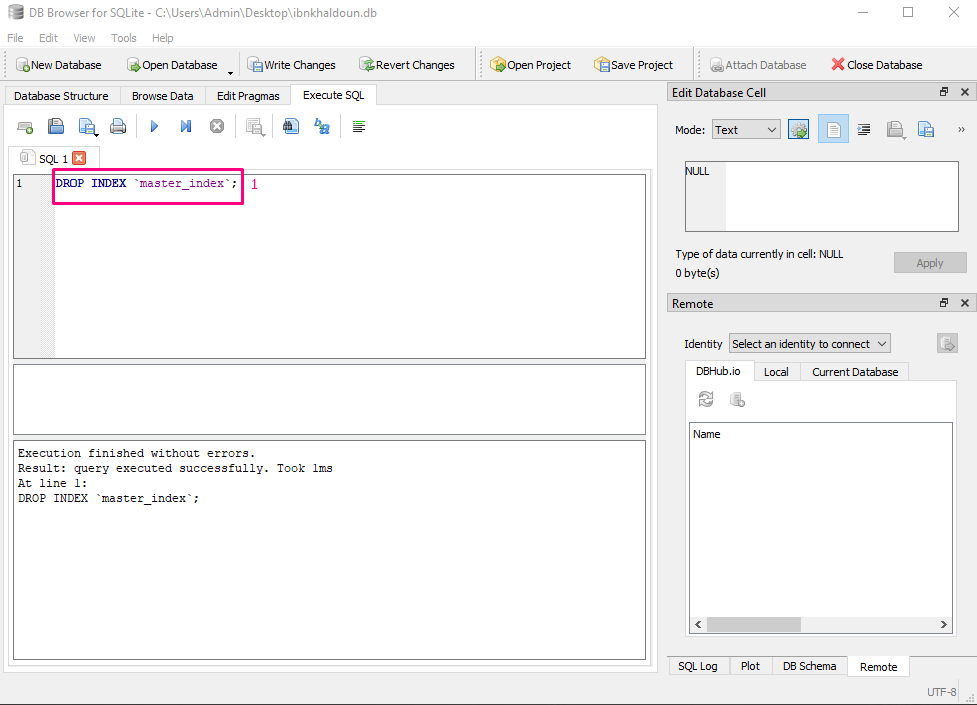 DB Browser for SQLite - C:\Users\Admin\Desktop\ibnkhaldoun.db
File Edit View Tools Help
New Database Open Database Write Changes Revert Changes Open Project Save Project Attach Database Close Database
Database Structure Browse Data Edit Pragmas Execute SQL
SQL 1
1 DROP INDEX `master_index`; 1
Execution finished without errors.
Result: query executed successfully. Took 1ms
At line 1:
DROP INDEX `master_index`;
Edit Database Cell
Mode: Text »
NULL
Type of data currently in cell: NULL
0 byte(s)
Apply
Remote
Identity Select an identity to connect
DBHub.io Local Current Database
Name
SQL Log Plot DB Schema Remote
UTF-8